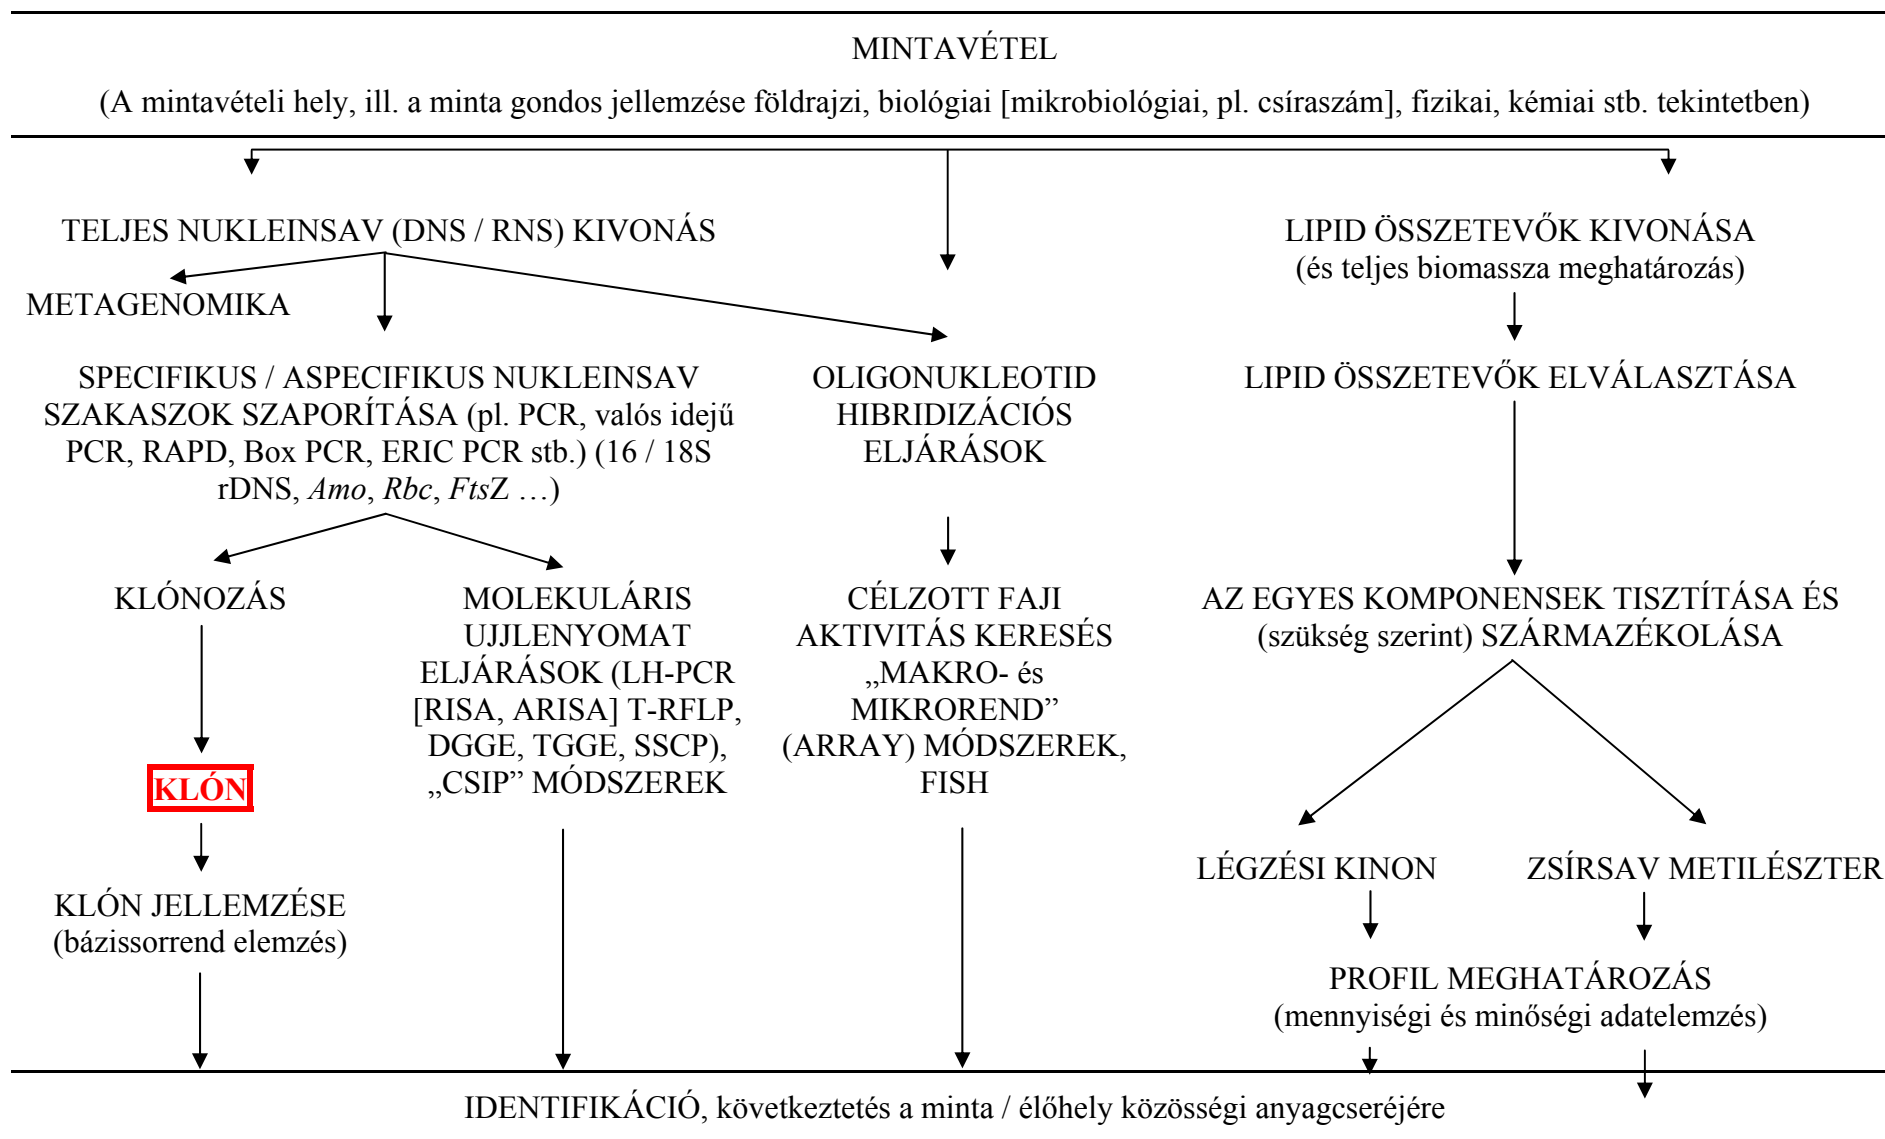 MINTAVÉTEL
(A mintavételi hely, ill. a minta gondos jellemzése földrajzi, biológiai [mikrobiológiai, pl. csíraszám], fizikai, kémiai stb. tekintetben)
TELJES NUKLEINSAV (DNS / RNS) KIVONÁS
METAGENOMIKA
SPECIFIKUS / ASPECIFIKUS NUKLEINSAV
SZAKASZOK SZAPORÍTÁSA (pl. PCR, valós idejű
PCR, RAPD, Box PCR, ERIC PCR stb.) (16 / 18S
rDNS, Amo, Rbc, FtsZ …)
OLIGONUKLEOTID
HIBRIDIZÁCIÓS
ELJÁRÁSOK
LIPID ÖSSZETEVŐK KIVONÁSA
(és teljes biomassza meghatározás)
LIPID ÖSSZETEVŐK ELVÁLASZTÁSA
KLÓNOZÁS
KLÓN
KLÓN JELLEMZÉSE
(bázissorrend elemzés)
MOLEKULÁRIS
UJJLENYOMAT
ELJÁRÁSOK (LH-PCR
[RISA, ARISA] T-RFLP,
DGGE, TGGE, SSCP),
„CSIP” MÓDSZEREK
CÉLZOTT FAJI
AKTIVITÁS KERESÉS
„MAKRO- és
MIKROREND”
(ARRAY) MÓDSZEREK,
FISH
AZ EGYES KOMPONENSEK TISZTÍTÁSA ÉS
(szükség szerint) SZÁRMAZÉKOLÁSA
LÉGZÉSI KINON
ZSÍRSAV METILÉSZTER
PROFIL MEGHATÁROZÁS
(mennyiségi és minőségi adatelemzés)
IDENTIFIKÁCIÓ, következtetés a minta / élőhely közösségi anyagcseréjére